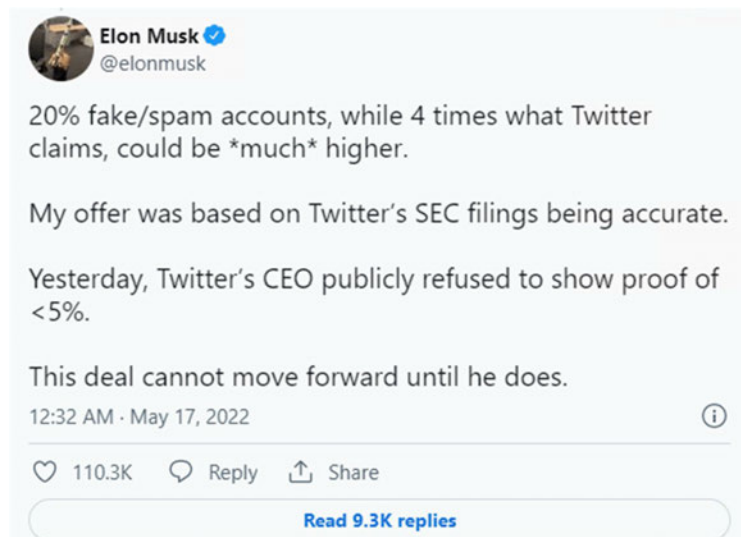 Elon Musk
@elonmusk
20% fake/spam accounts, while 4 times what Twitter
claims, could be *much* higher.
My offer was based on Twitter's SEC filings being accurate.
Yesterday, Twitter's CEO publicly refused to show proof of
<5%.
This deal cannot move forward until he does.
12:32 AM · May 17, 2022
110.3K Reply Share
Read 9.3K replies